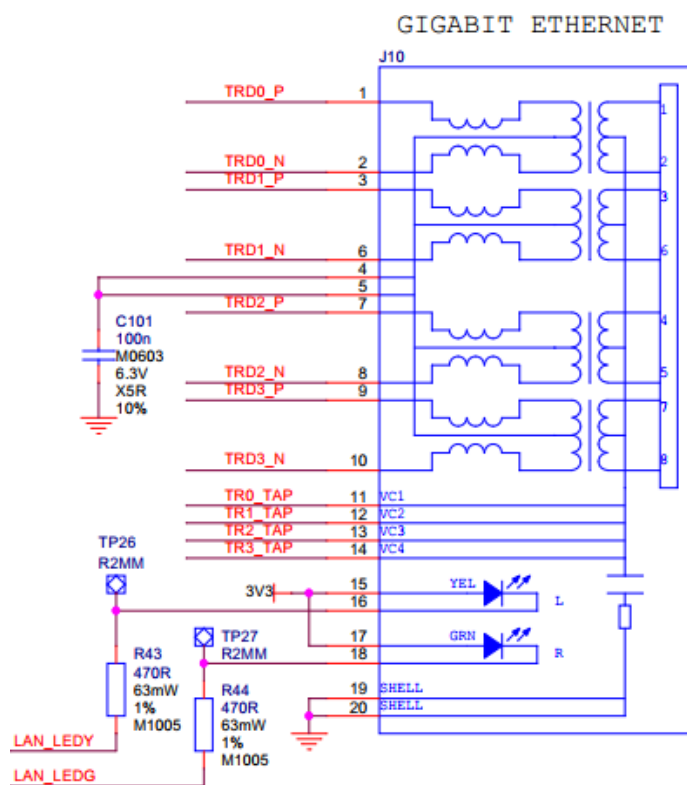 GIGABIT ETHERNET
J10
TRD0_P 1 1
TRD0_N 2 2
TRD1_P 3 3
TRD1_N 6 6
4
5
TRD2_P 7 4
C101
100n
M0603
6.3V
X5R
10%
TRD2_N 8 5
TRD3_P 9 7
TRD3_N 10 8
TR0_TAP 11 VC1
TR1_TAP 12 VC2
TR2_TAP 13 VC3
TR3_TAP 14 VC4
TP26
R2MM
3V3 15 YEL
16 L
TP27
R2MM
17 GRN
18 R
R43
470R
63mW
1%
M1005
R44
470R
63mW
1%
M1005
19 SHELL
20 SHELL
LAN_LEDY
LAN_LEDG